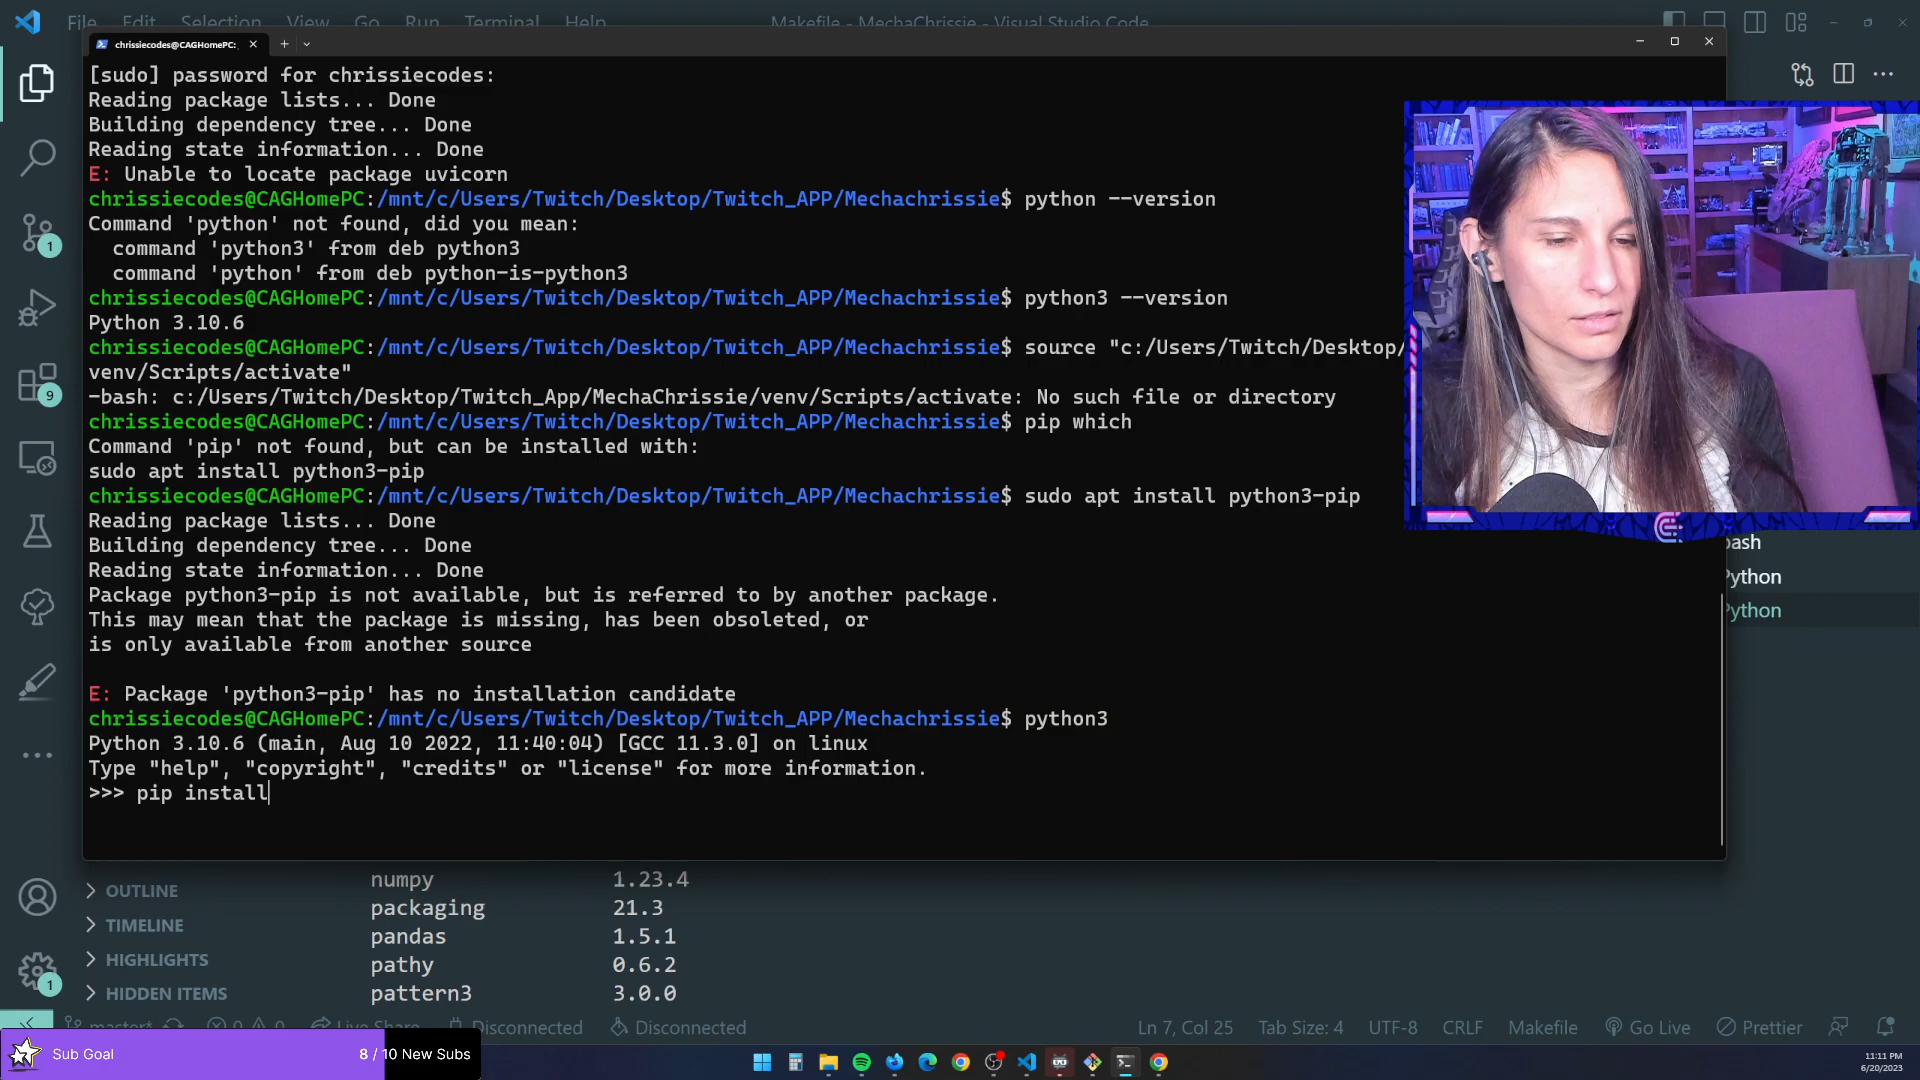 File Edit Selection View Go Run Terminal Help
Makefile - MechaChrissie - Visual Studio Code
chrissiecodes@CAGHomePC:
[sudo] password for chrissiecodes:
Reading package lists... Done
Building dependency tree... Done
Reading state information... Done
E: Unable to locate package uvicorn
chrissiecodes@CAGHomePC:/mnt/c/Users/Twitch/Desktop/Twitch_APP/Mechachrissie$ python --version
Command 'python' not found, did you mean:
command 'python3' from deb python3
command 'python' from deb python-is-python3
chrissiecodes@CAGHomePC:/mnt/c/Users/Twitch/Desktop/Twitch_APP/Mechachrissie$ python3 --version
Python 3.10.6
chrissiecodes@CAGHomePC:/mnt/c/Users/Twitch/Desktop/Twitch_APP/Mechachrissie$ source "c:/Users/Twitch/Desktop/
venv/Scripts/activate"
-bash: c:/Users/Twitch/Desktop/Twitch_App/MechaChrissie/venv/Scripts/activate: No such file or directory
chrissiecodes@CAGHomePC:/mnt/c/Users/Twitch/Desktop/Twitch_APP/Mechachrissie$ pip which
Command 'pip' not found, but can be installed with:
sudo apt install python3-pip
chrissiecodes@CAGHomePC:/mnt/c/Users/Twitch/Desktop/Twitch_APP/Mechachrissie$ sudo apt install python3-pip
Reading package lists... Done
Building dependency tree... Done
Reading state information... Done
Package python3-pip is not available, but is referred to by another package.
This may mean that the package is missing, has been obsoleted, or
is only available from another source
E: Package 'python3-pip' has no installation candidate
chrissiecodes@CAGHomePC:/mnt/c/Users/Twitch/Desktop/Twitch_APP/Mechachrissie$ python3
Python 3.10.6 (main, Aug 10 2022, 11:40:04) [GCC 11.3.0] on linux
Type "help", "copyright", "credits" or "license" for more information.
>>> pip install
bash
Python
Python
1
9
1
OUTLINE
TIMELINE
HIGHLIGHTS
HIDDEN ITEMS
numpy 1.23.4
packaging 21.3
pandas 1.5.1
pathy 0.6.2
pattern3 3.0.0
master* 0 0 Live Share Disconnected Disconnected
Ln 7, Col 25 Tab Size: 4 UTF-8 CRLF Makefile Go Live Prettier
Sub Goal 8 / 10 New Subs
11:11 PM
6/20/2023